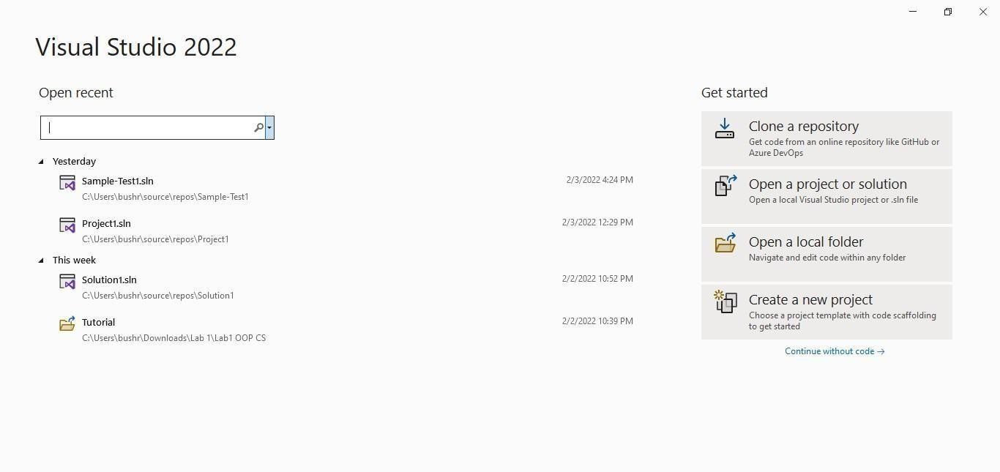 Visual Studio 2022
Open recent
Yesterday
Sample-Test1.sln
2/3/2022 4:24 PM
C:\Users\bushr\source\repos\Sample-Test1
Project1.sln
2/3/2022 12:29 PM
C:\Users\bushr\source\repos\Project1
This week
Solution1.sln
2/2/2022 10:52 PM
C:\Users\bushr\source\repos\Solution1
Tutorial
2/2/2022 10:39 PM
C:\Users\bushr\Downloads\Lab 1\Lab1 OOP CS
Get started
Clone a repository
Get code from an online repository like GitHub or
Azure DevOps
Open a project or solution
Open a local Visual Studio project or .sln file
Open a local folder
Navigate and edit code within any folder
Create a new project
Choose a project template with code scaffolding
to get started
Continue without code →